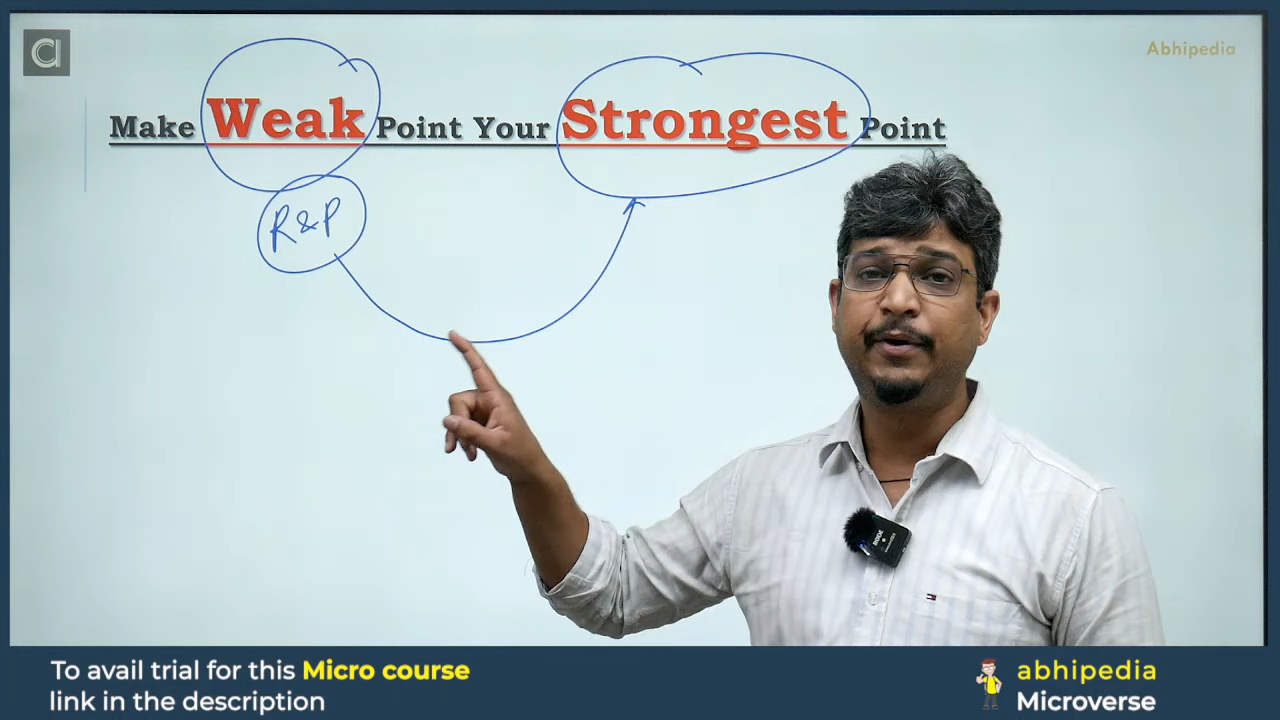 Abhipedia
Make Weak Point Your Strongest Point
R&P
RODE
To avail trial for this Micro course
link in the description
abhipedia
Microverse